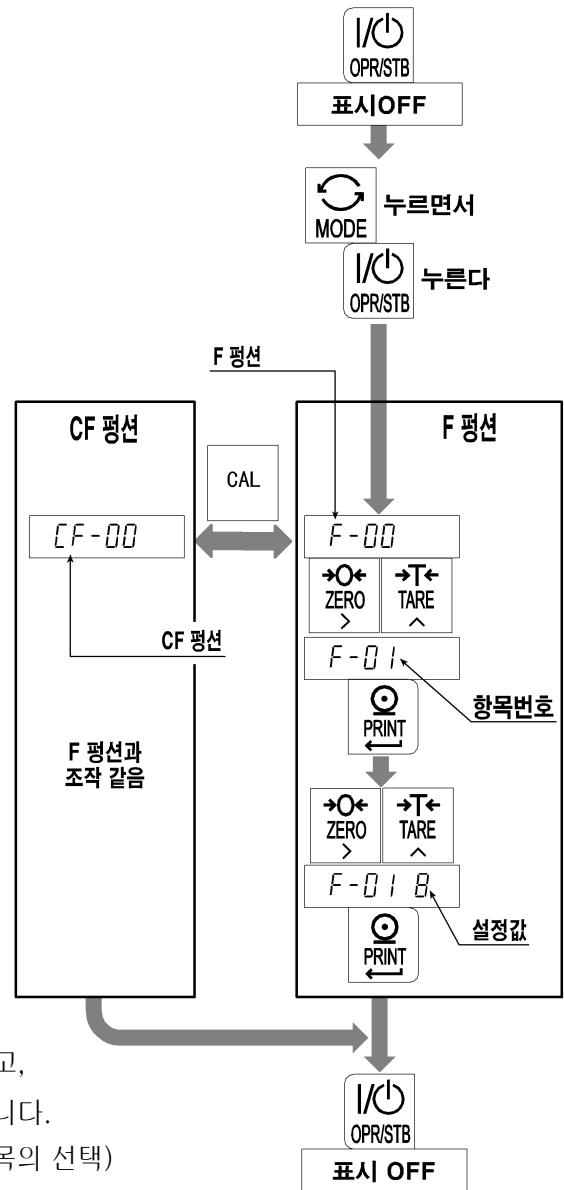 I/⏻
OPR/STB
표시OFF
MODE
누르면서
I/⏻
OPR/STB
누른다
F 펑션
CF 펑션
F 펑션
CAL
CF-00
F-00
→O←
ZERO
>
→T←
TARE
^
CF 펑션
F-01
항목번호
PRINT
F 펑션과
조작 같음
→O←
ZERO
>
→T←
TARE
^
F-01 8
설정값
PRINT
고,
니다.
목의 선택)
I/⏻
OPR/STB
표시 OFF